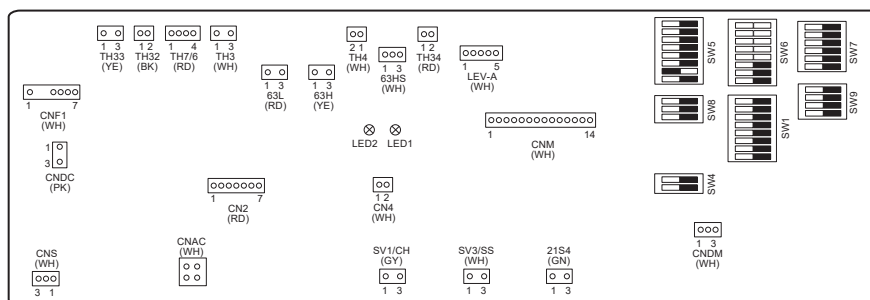 1 3
TH33
(YE)
1 2
TH32
(BK)
1 4
TH7/6
(RD)
1 3
TH3
(WH)
2 1
TH4
(WH)
1 3
63HS
(WH)
1 2
TH34
(RD)
1 5
LEV-A
(WH)
SW5
SW6
SW7
1 3
63L
(RD)
1 3
63H
(YE)
1 7
CNF1
(WH)
SW8
SW1
SW9
1
3
CNDC
(PK)
LED2 LED1
1 14
CNM
(WH)
1 7
CN2
(RD)
1 2
CN4
(WH)
SW4
1 3
CNDM
(WH)
CNS
(WH)
3 1
CNAC
(WH)
SV1/CH
(GY)
1 3
SV3/SS
(WH)
1 3
21S4
(GN)
1 3